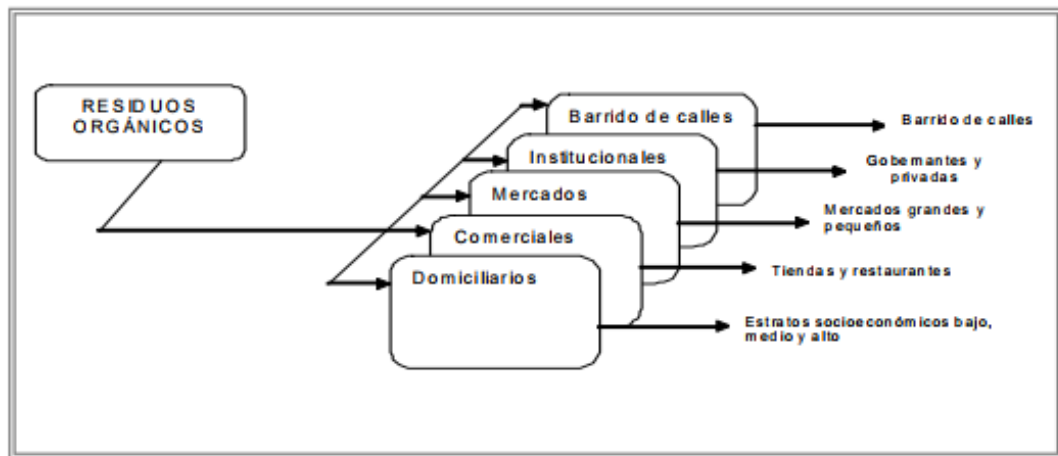 RESIDUOS
ORGÁNICOS
Barrido de calles
Barrido de calles
Institucionales
Gobernantes y
privadas
Mercados
Mercados grandes y
pequeños
Comerciales
Tiendas y restaurantes
Domiciliarios
Estratos socioeconómicos bajo,
medio y alto